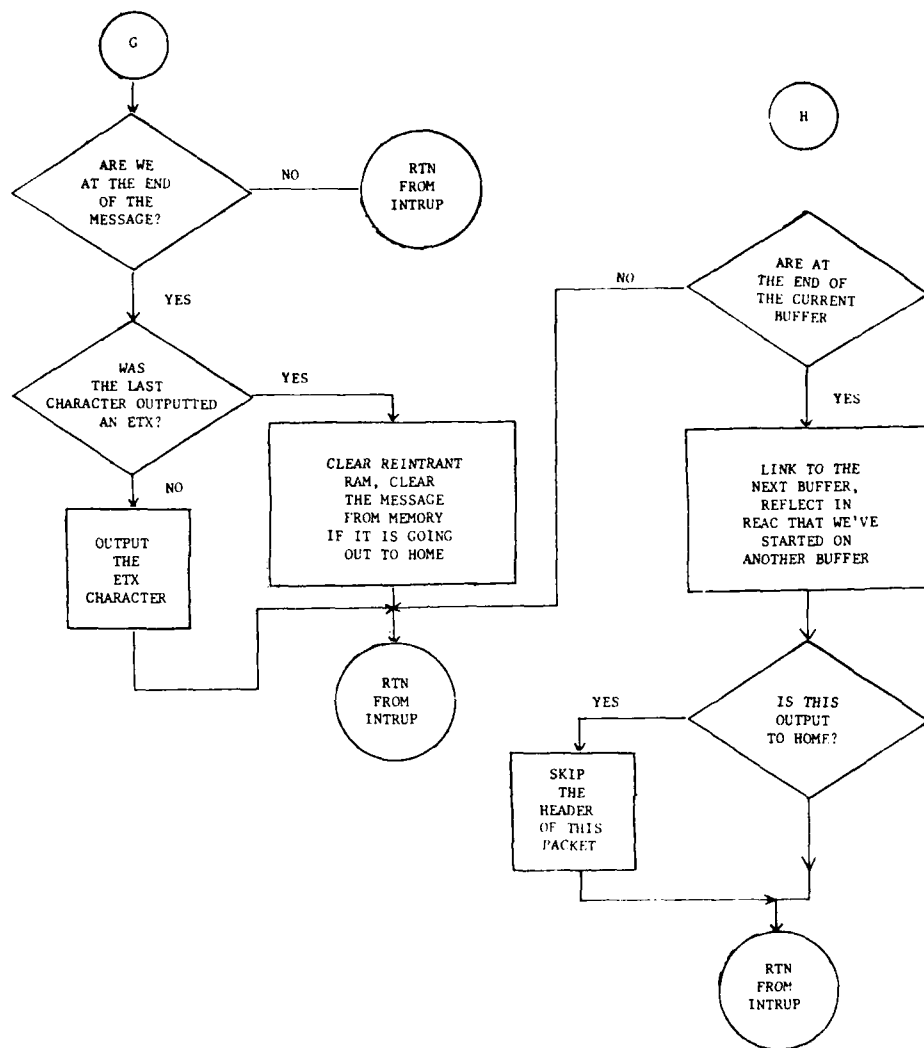 G
ARE WE
AT THE END
OF THE
MESSAGE?
NO
RTN
FROM
INTRUP
YES
WAS
THE LAST
CHARACTER OUTPUTTED
AN ETX?
YES
NO
OUTPUT
THE
ETX
CHARACTER
CLEAR REINTRANT
RAM, CLEAR
THE MESSAGE
FROM MEMORY
IF IT IS GOING
OUT TO HOME
RTN
FROM
INTRUP
H
ARE AT
THE END OF
THE CURRENT
BUFFER
NO
YES
LINK TO THE
NEXT BUFFER,
REFLECT IN
REAC THAT WE'VE
STARTED ON
ANOTHER BUFFER
IS THIS
OUTPUT
TO HOME?
YES
SKIP
THE
HEADER
OF THIS
PACKET
RTN
FROM
INTRUP